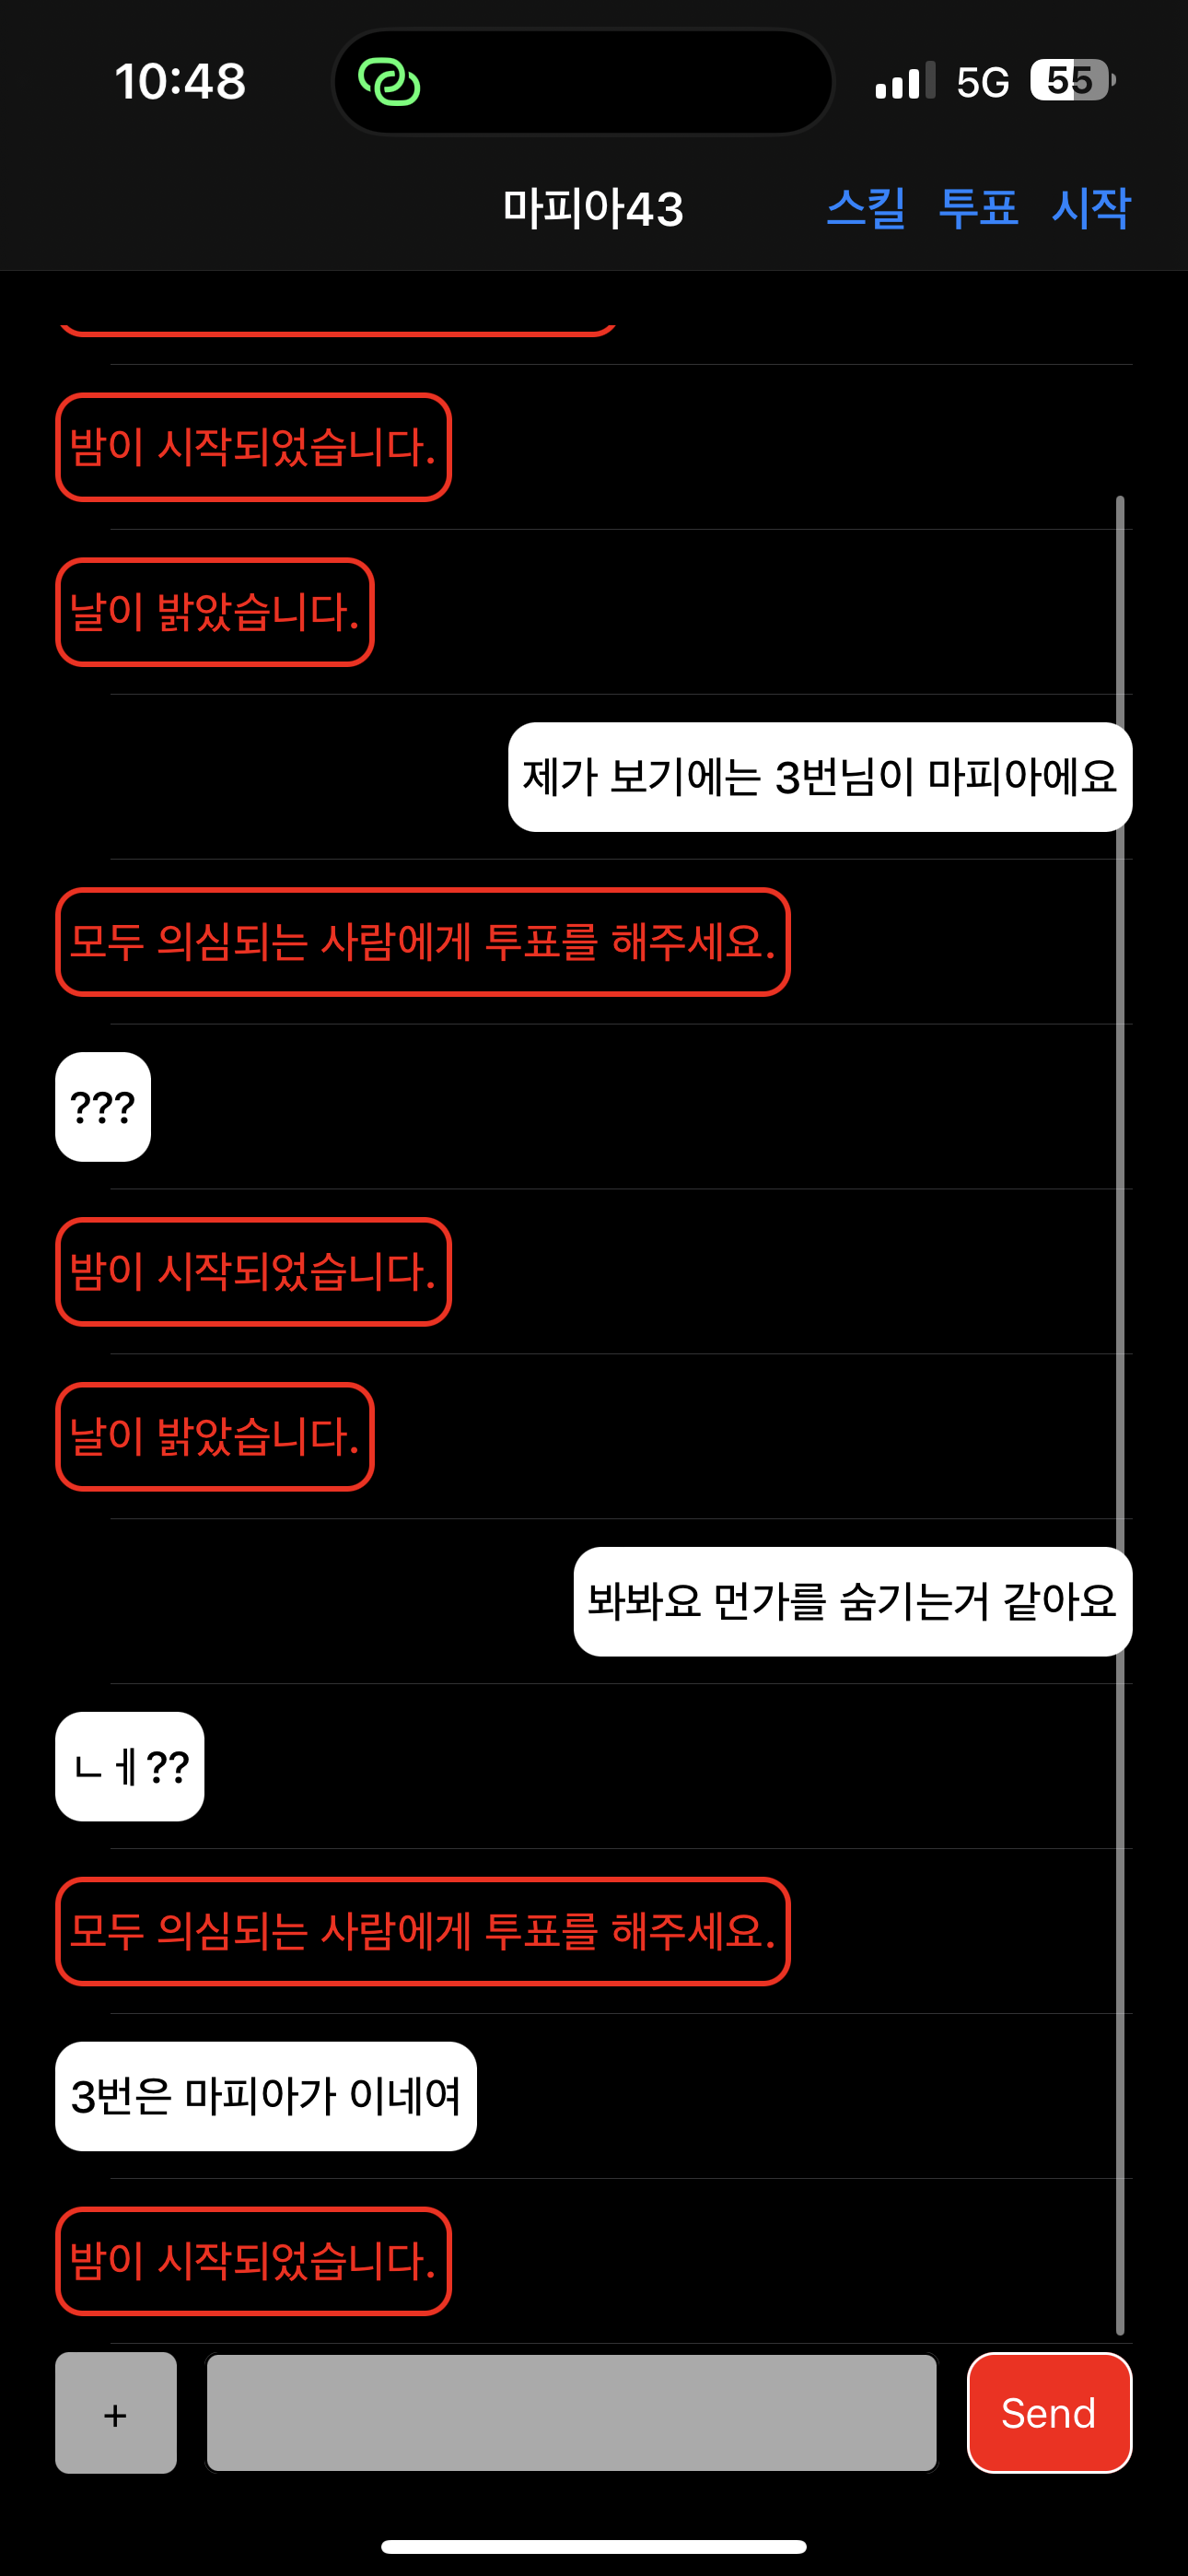 10:48
5G
55
마피아43
스킬 투표 시작
밤이 시작되었습니다.
날이 밝았습니다.
제가 보기에는 3번님이 마피아에요
모두 의심되는 사람에게 투표를 해주세요.
???
밤이 시작되었습니다.
날이 밝았습니다.
봐봐요 먼가를 숨기는거 같아요
ㄴㅔ??
모두 의심되는 사람에게 투표를 해주세요.
3번은 마피아가 이네여
밤이 시작되었습니다.
+
Send